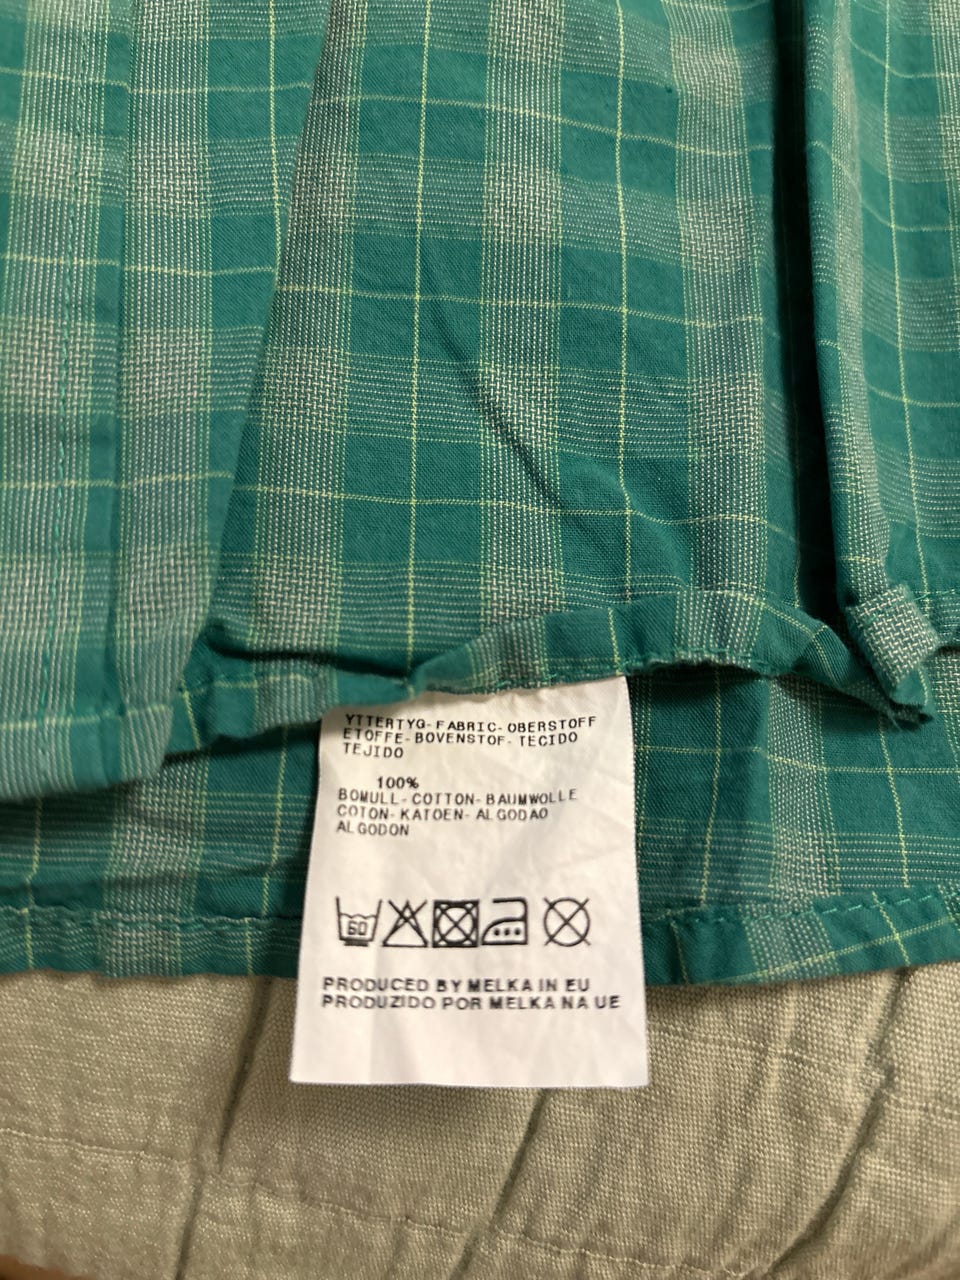 YTTERTYG-FABRIC-OBERSTOFF
ETOFFE-BOVENSTOF-TECIDO
TEJIDO
100%
BOMULL-COTTON-BAUMWOLLE
COTON-KATOEN-ALGODAO
ALGODON
60
PRODUCED BY MELKA IN EU
PRODUZIDO POR MELKA NA UE